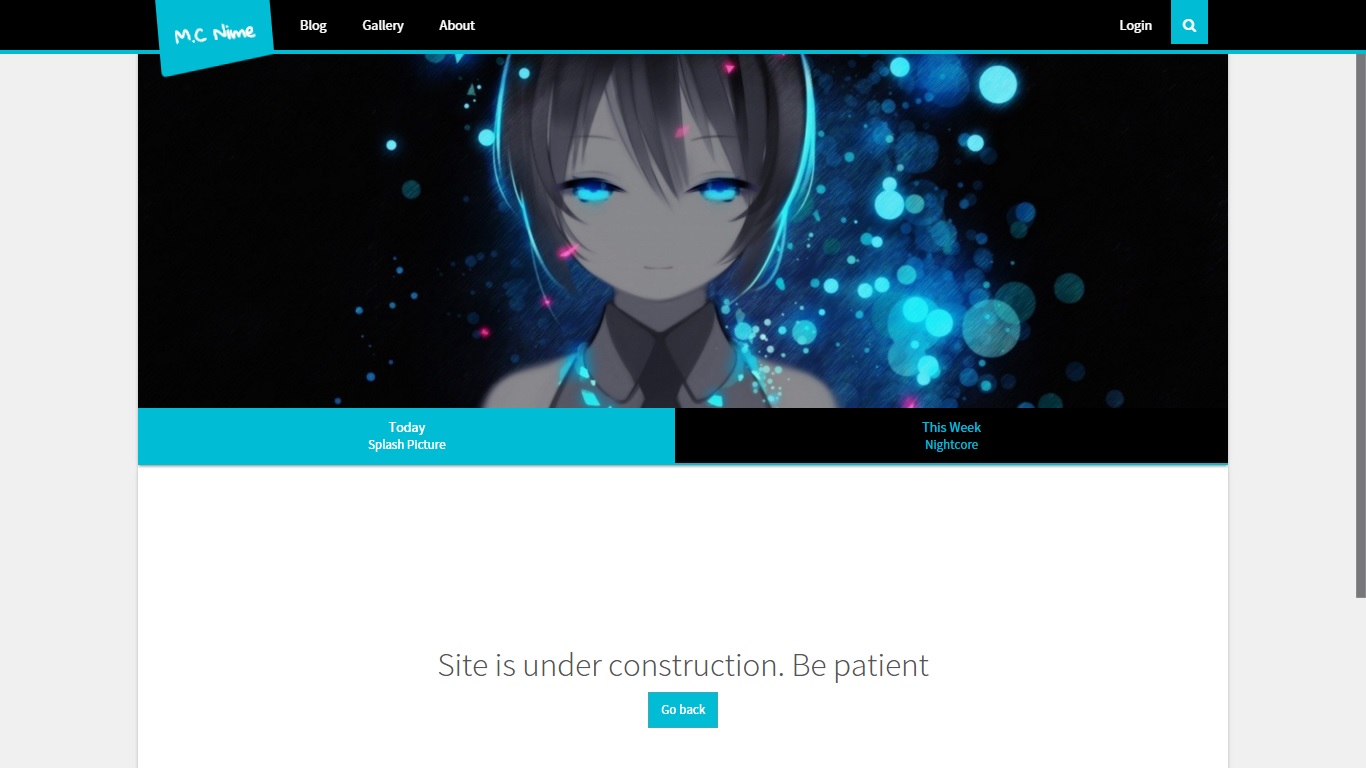 M.C Nime
Blog
Gallery
About
Login
Today
Splash Picture
This Week
Nightcore
Site is under construction. Be patient
Go back